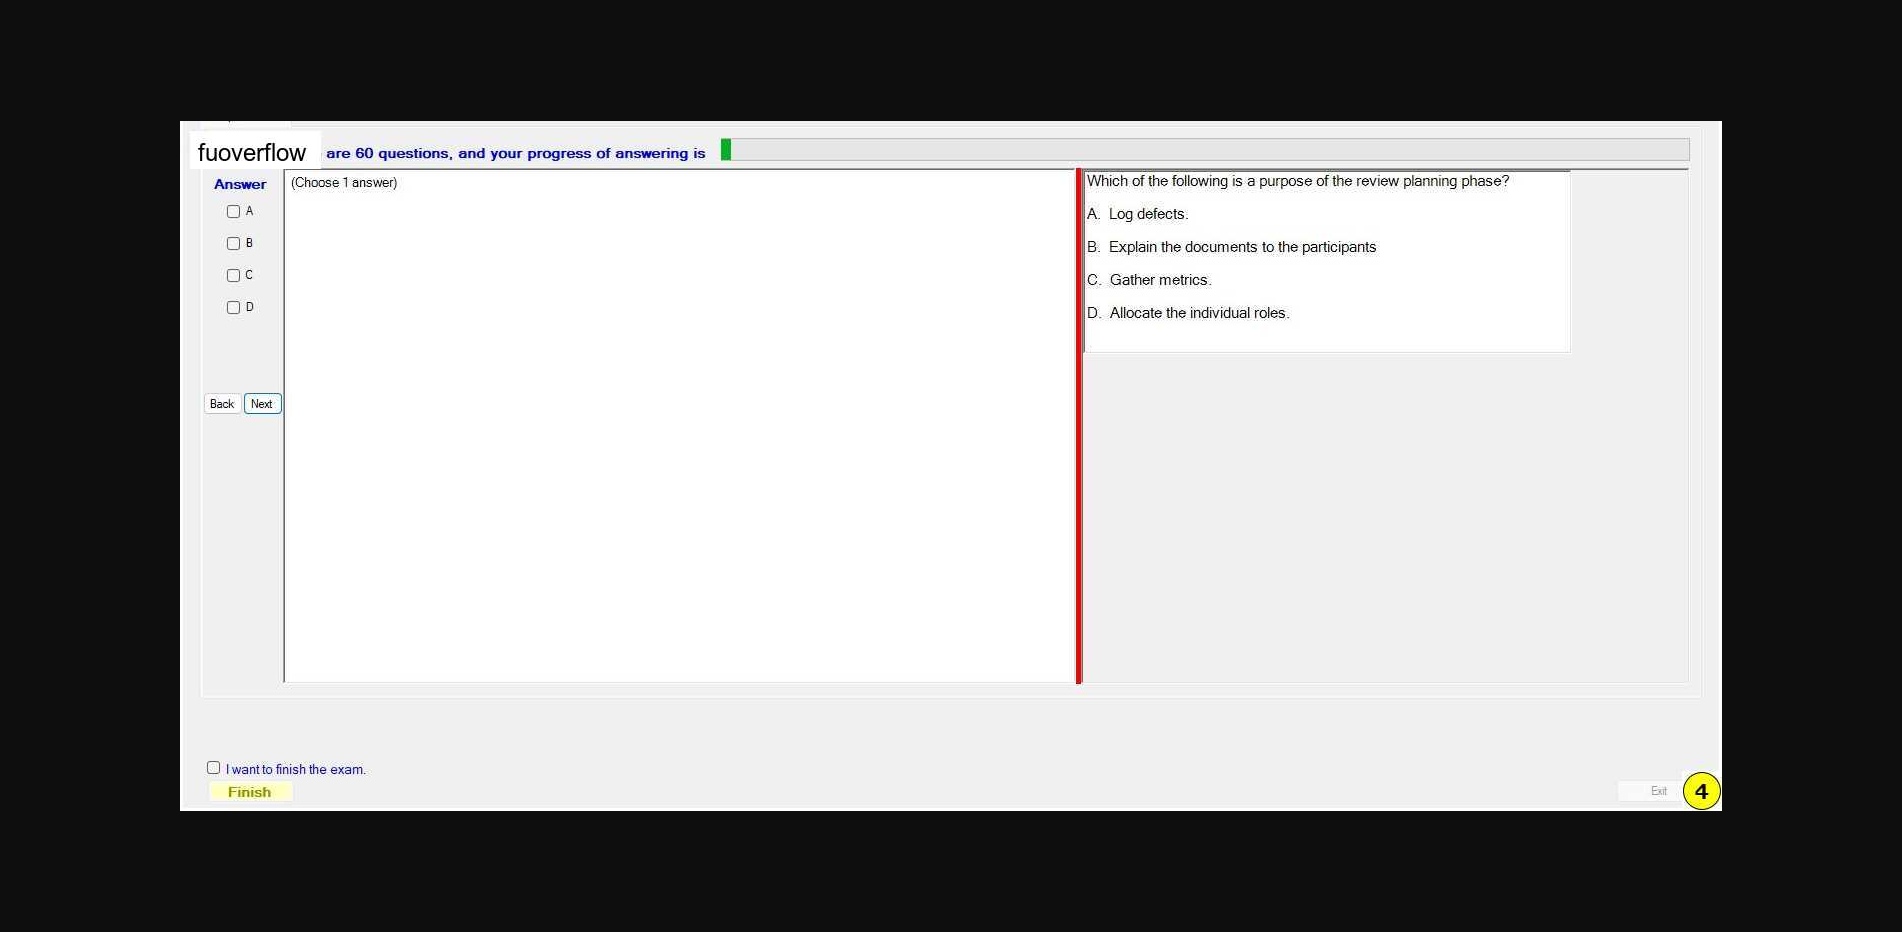 fuoverflow are 60 questions, and your progress of answering is
Answer
(Choose 1 answer)
A
B
C
D
Back Next
Which of the following is a purpose of the review planning phase?
A. Log defects.
B. Explain the documents to the participants
C. Gather metrics.
D. Allocate the individual roles.
I want to finish the exam.
Finish
Exit
4